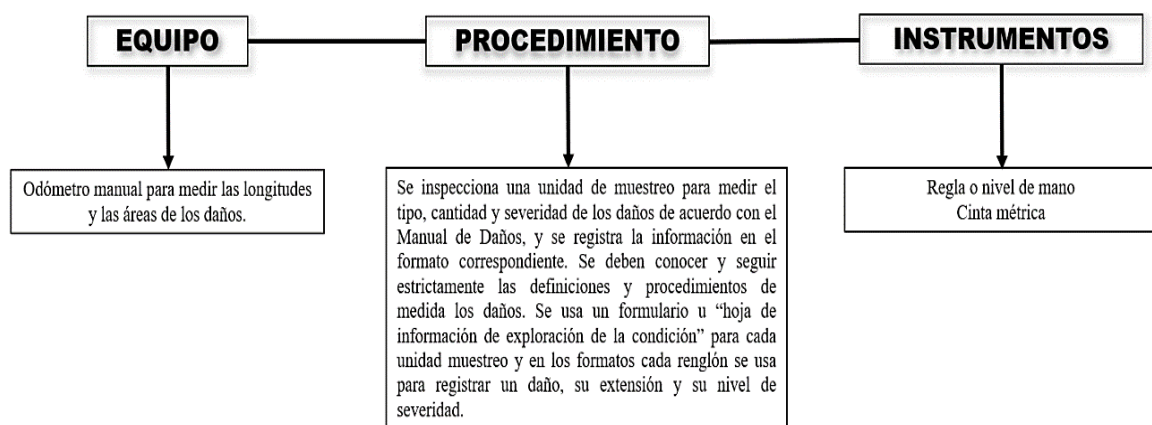 EQUIPO
PROCEDIMIENTO
INSTRUMENTOS
Odómetro manual para medir las longitudes
y las áreas de los daños.
Se inspecciona una unidad de muestreo para medir el
tipo, cantidad y severidad de los daños de acuerdo con el
Manual de Daños, y se registra la información en el
formato correspondiente. Se deben conocer y seguir
estrictamente las definiciones y procedimientos de
medida los daños. Se usa un formulario u “hoja de
información de exploración de la condición” para cada
unidad muestreo y en los formatos cada renglón se usa
para registrar un daño, su extensión y su nivel de
severidad.
Regla o nivel de mano
Cinta métrica